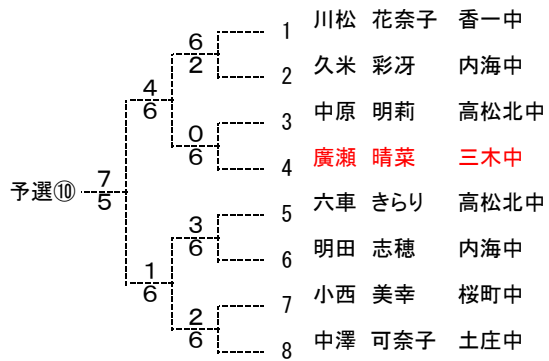 6
2
1 川松 花奈子 香一中
2 久米 彩冴 内海中
4
6
3 中原 明莉 高松北中
0
6
4 廣瀬 晴菜 三木中
予選⑩
7
5
5 六車 きらり 高松北中
3
6
6 明田 志穂 内海中
1
6
7 小西 美幸 桜町中
2
6
8 中澤 可奈子 土庄中